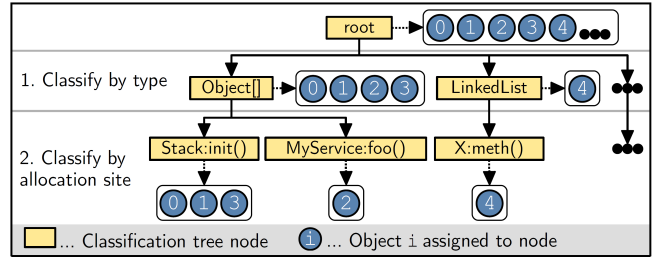 root
0 1 2 3 4
1. Classify by type
Object[]
0 1 2 3
LinkedList
4
2. Classify by
allocation site
Stack:init()
MyService:foo()
X:meth()
0 1 3
2
4
... Classification tree node
i ... Object i assigned to node